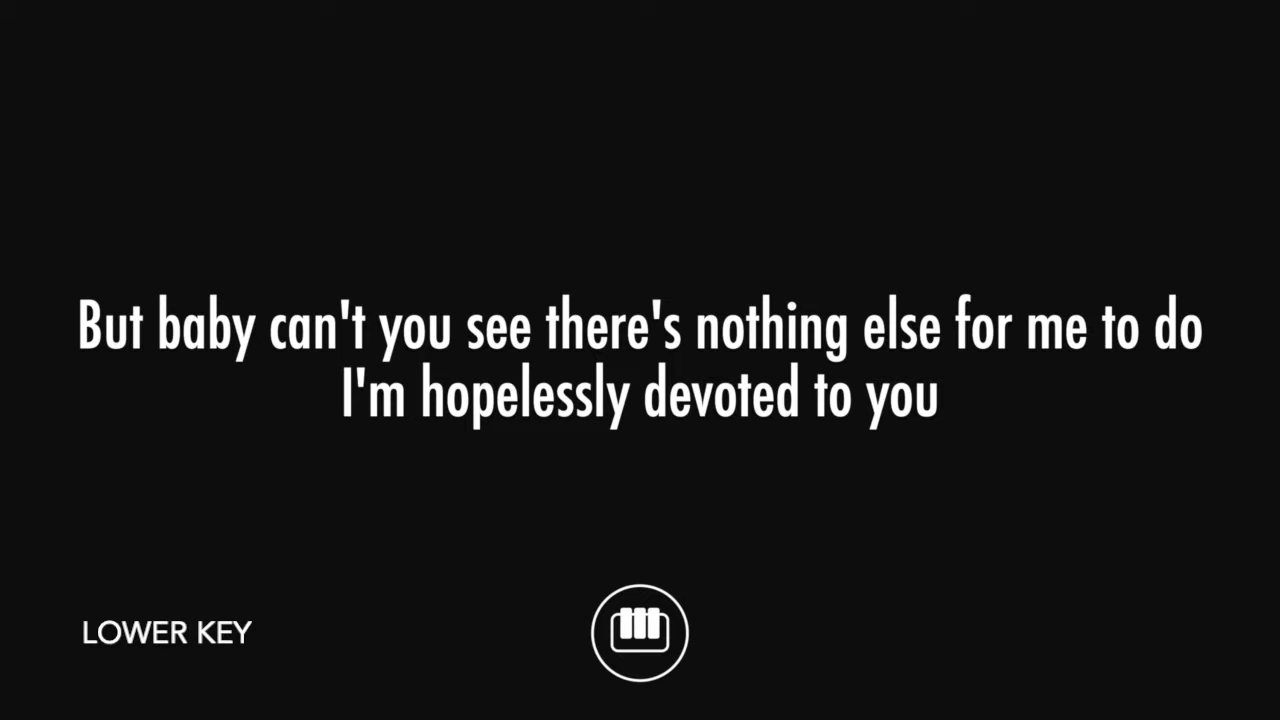 But baby can't you see there's nothing else for me to do
I'm hopelessly devoted to you
LOWER KEY